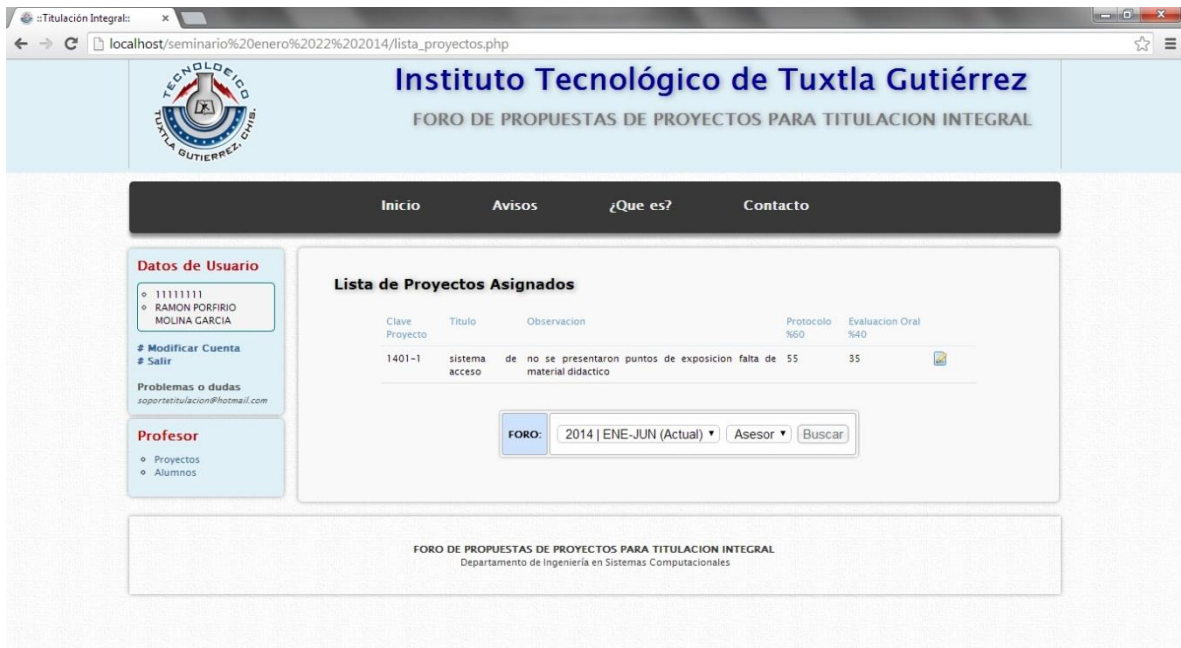 ::Titulación Integral::
localhost/seminario%20enero%2022%202014/lista_proyectos.php
TECNOLOGICO
TUXTLA GUTIERREZ, CHIS.
Instituto Tecnológico de Tuxtla Gutiérrez
FORO DE PROPUESTAS DE PROYECTOS PARA TITULACION INTEGRAL
Inicio Avisos ¿Que es? Contacto
Datos de Usuario
11111111
RAMON PORFIRIO
MOLINA GARCIA
# Modificar Cuenta
# Salir
Problemas o dudas
soportetitulacion@hotmail.com
Profesor
Proyectos
Alumnos
Lista de Proyectos Asignados
Clave Titulo Observacion Protocolo Evaluacion Oral
Proyecto %60 %40
1401-1 sistema de no se presentaron puntos de exposicion falta de 55 35
acceso material didactico
FORO: 2014 | ENE-JUN (Actual) Asesor Buscar
FORO DE PROPUESTAS DE PROYECTOS PARA TITULACION INTEGRAL
Departamento de Ingeniería en Sistemas Computacionales